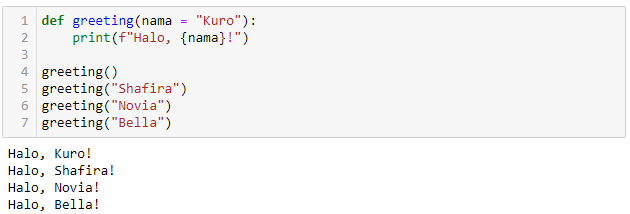 1 def greeting(nama = "Kuro"):
2     print(f"Halo, {nama}!")
3
4 greeting()
5 greeting("Shafira")
6 greeting("Novia")
7 greeting("Bella")
Halo, Kuro!
Halo, Shafira!
Halo, Novia!
Halo, Bella!